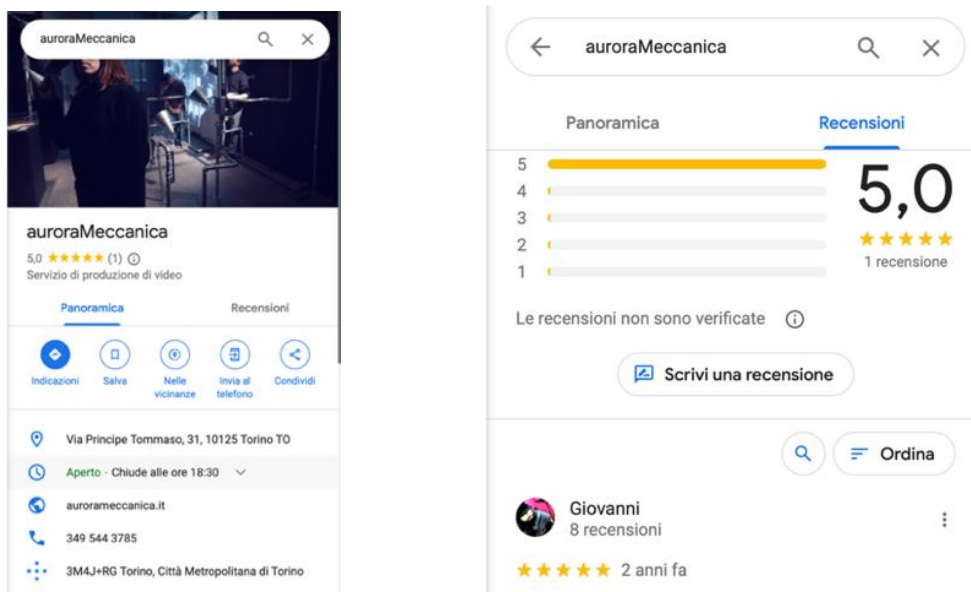 auroraMeccanica
auroraMeccanica
5,0 (1)
Servizio di produzione di video
Panoramica
Recensioni
Indicazioni
Salva
Nelle vicinanze
Invia al telefono
Condividi
Via Principe Tommaso, 31, 10125 Torino TO
Aperto · Chiude alle ore 18:30
aurorameccanica.it
349 544 3785
3M4J+RG Torino, Città Metropolitana di Torino
auroraMeccanica
Panoramica
Recensioni
5
4
3
2
1
5,0
1 recensione
Le recensioni non sono verificate
Scrivi una recensione
Ordina
Giovanni
8 recensioni
2 anni fa